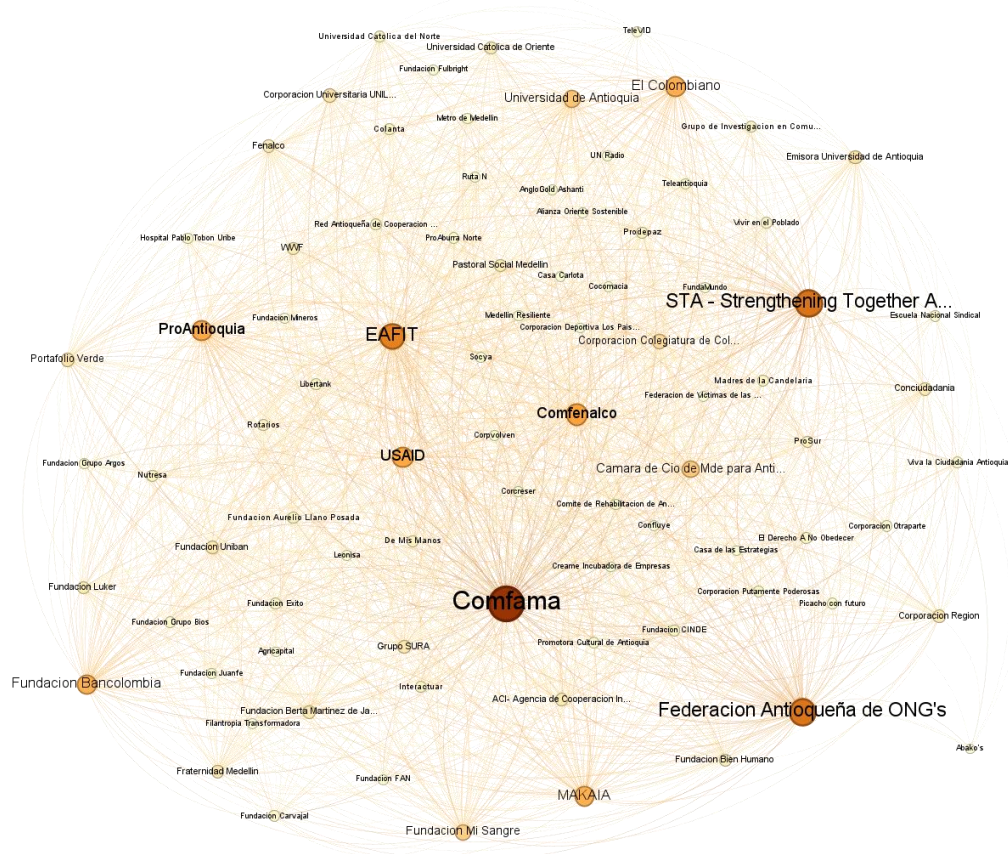 TeleVID
Universidad Catolica del Norte
Universidad Catolica de Oriente
Fundacion Fulbright
El Colombiano
Corporacion Universitaria UNIL...
Universidad de Antioquia
Metro de Medellin
Colanta
Grupo de Investigacion en Comu...
Fenalco
UN Radio
Emisora Universidad de Antioquia
Ruta N
AngloGold Ashanti
Teleantioquia
Alianza Oriente Sostenible
Red Antioqueña de Cooperacion ...
Vivir en el Poblado
Prodepaz
Hospital Pablo Tobon Uribe
ProAburra Norte
WWF
Pastoral Social Medellin
Casa Carlota
Cocomacia
FundaMundo
STA - Strengthening Together A...
Fundacion Mineros
Medellin Resiliente
Escuela Nacional Sindical
ProAntioquia
EAFIT
Corporacion Deportiva Los Pais...
Corporacion Colegiatura de Col...
Portafolio Verde
Socya
Libertank
Madres de la Candelaria
Conciudadania
Federacion de Victimas de las ...
Comfenalco
Rotarios
Corpvolven
ProSur
USAID
Fundacion Grupo Argos
Viva la Ciudadania Antioquia
Camara de Cio de Mde para Anti...
Nutresa
Corcreser
Comite de Rehabilitacion de An...
Fundacion Aurelio Llano Posada
Confluye
Corporacion Otraparte
De Mis Manos
El Derecho A No Obedecer
Fundacion Uniban
Leonisa
Casa de las Estrategias
Creame Incubadora de Empresas
Fundacion Luker
Corporacion Putamente Poderosas
Comfama
Fundacion Exito
Picacho con futuro
Corporacion Region
Fundacion Grupo Bios
Fundacion CINDE
Promotora Cultural de Antioquia
Grupo SURA
Agricapital
Fundacion Juanfe
Fundacion Bancolombia
Interactuar
ACI- Agencia de Cooperacion In...
Fundacion Berta Martinez de Ja...
Federacion Antioqueña de ONG's
Filantropia Transformadora
Abako's
Fundacion Bien Humano
Fraternidad Medellin
Fundacion FAN
MAKAIA
Fundacion Carvajal
Fundacion Mi Sangre